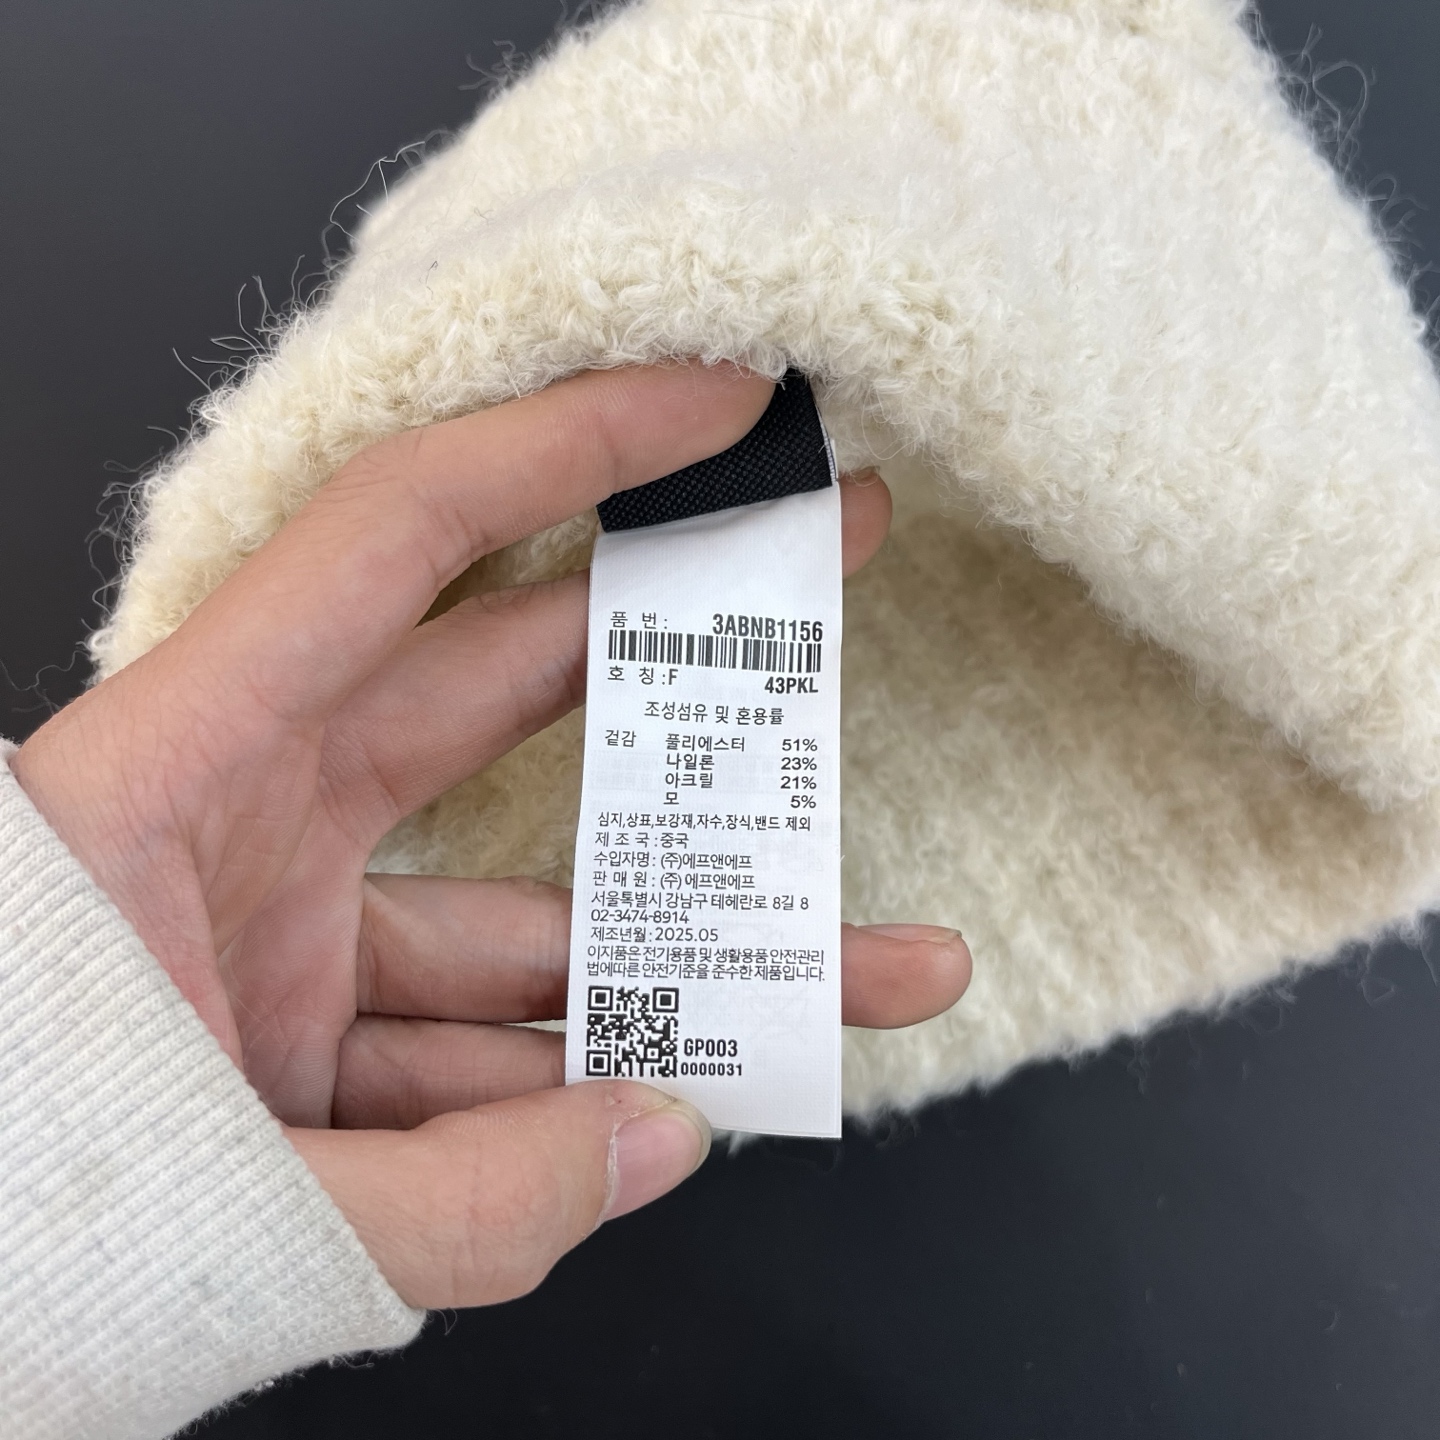 품 번 : 3ABNB1156
호 칭 : F 43PKL
조성섬유 및 혼용률
겉감 폴리에스터 51%
나일론 23%
아크릴 21%
모 5%
심지,상표,보강재,자수,장식,밴드 제외
제 조 국 : 중국
수입자명 : (주)에프앤에프
판 매 원 : (주)에프앤에프
서울특별시 강남구 테헤란로 8길 8
02-3474-8914
제조년월 : 2025.05
이지품은 전기용품 및 생활용품 안전관리
법에따른 안전기준을 준수한 제품입니다.
GP003
0000031